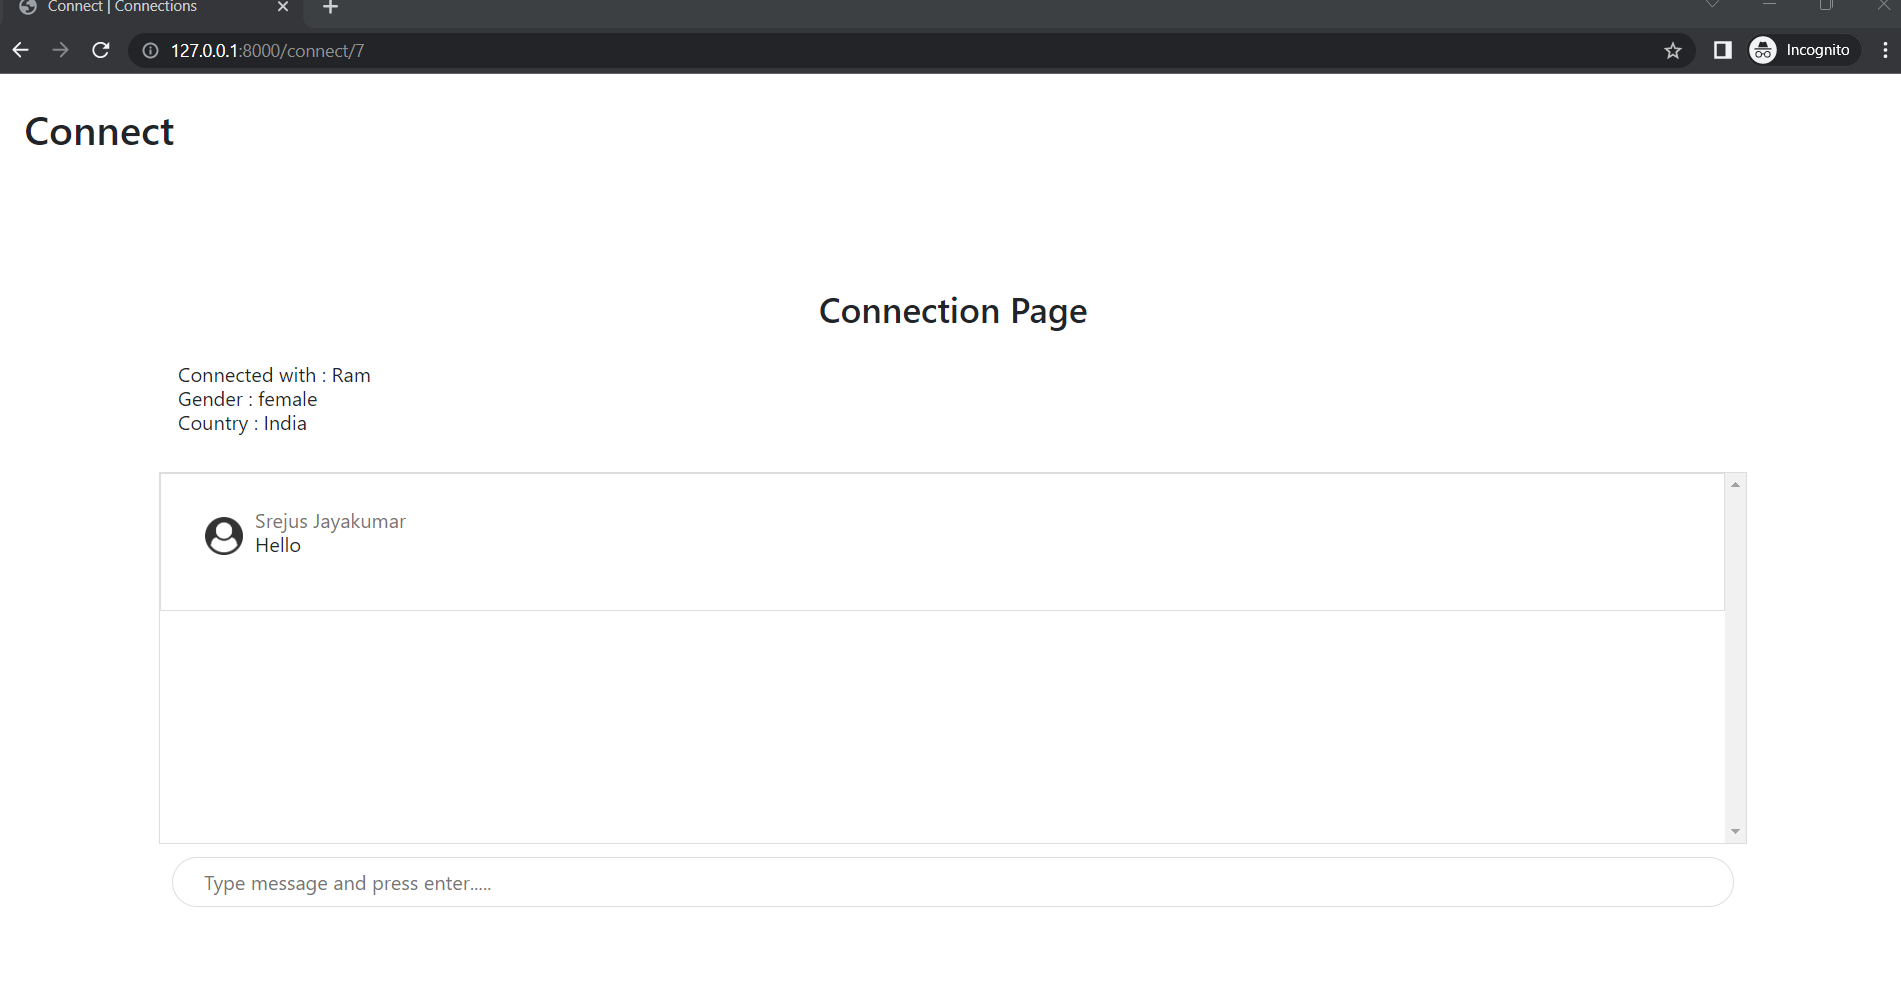 Connect | Connections
127.0.0.1:8000/connect/7
Incognito
Connect
Connection Page
Connected with : Ram
Gender : female
Country : India
Srejus Jayakumar
Hello
Type message and press enter.....